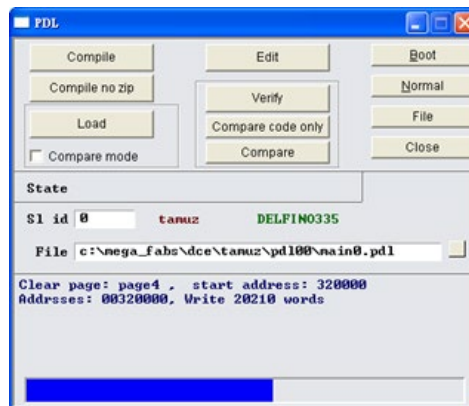 PDL
Compile
Edit
Boot
Compile no zip
Verify
Normal
Load
Compare code only
File
Compare mode
Compare
Close
State
Sl id 0 tamuz DELFINO335
File c:\mega_fabs\dce\tamuz\pdl00\main0.pdl
Clear page: page4 , start address: 320000
Addrsses: 00320000, Write 20210 words